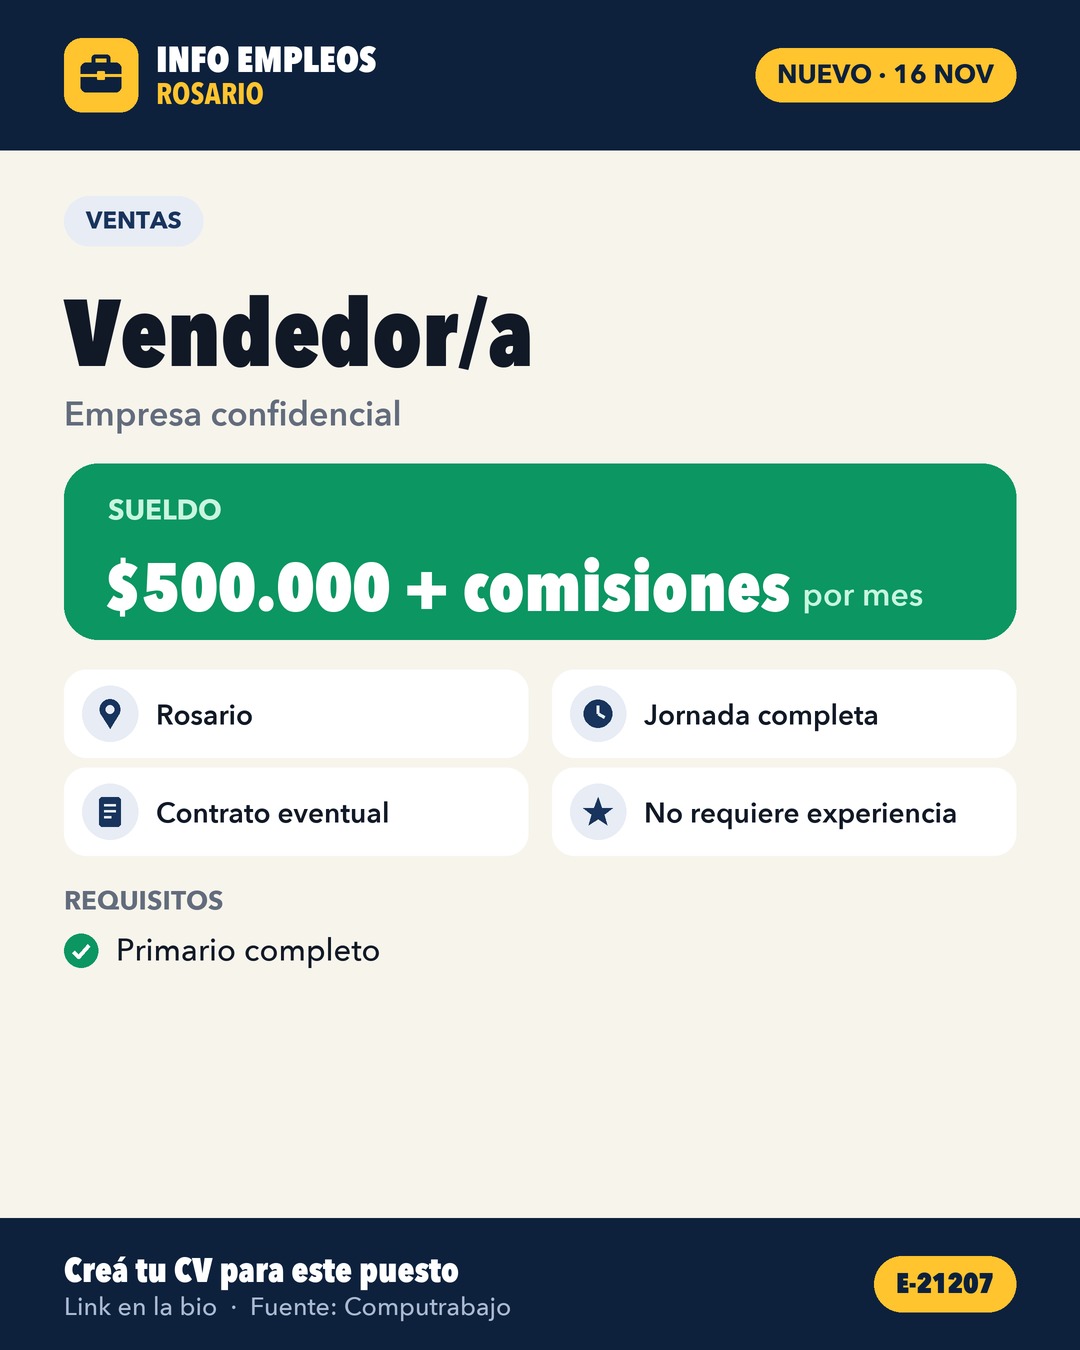 INFO EMPLEOS
ROSARIO
NUEVO · 16 NOV
VENTAS
Vendedor/a
Empresa confidencial
SUELDO
$500.000 + comisiones por mes
Rosario
Jornada completa
Contrato eventual
No requiere experiencia
REQUISITOS
Primario completo
Creá tu CV para este puesto
Link en la bio · Fuente: Computrabajo
E-21207